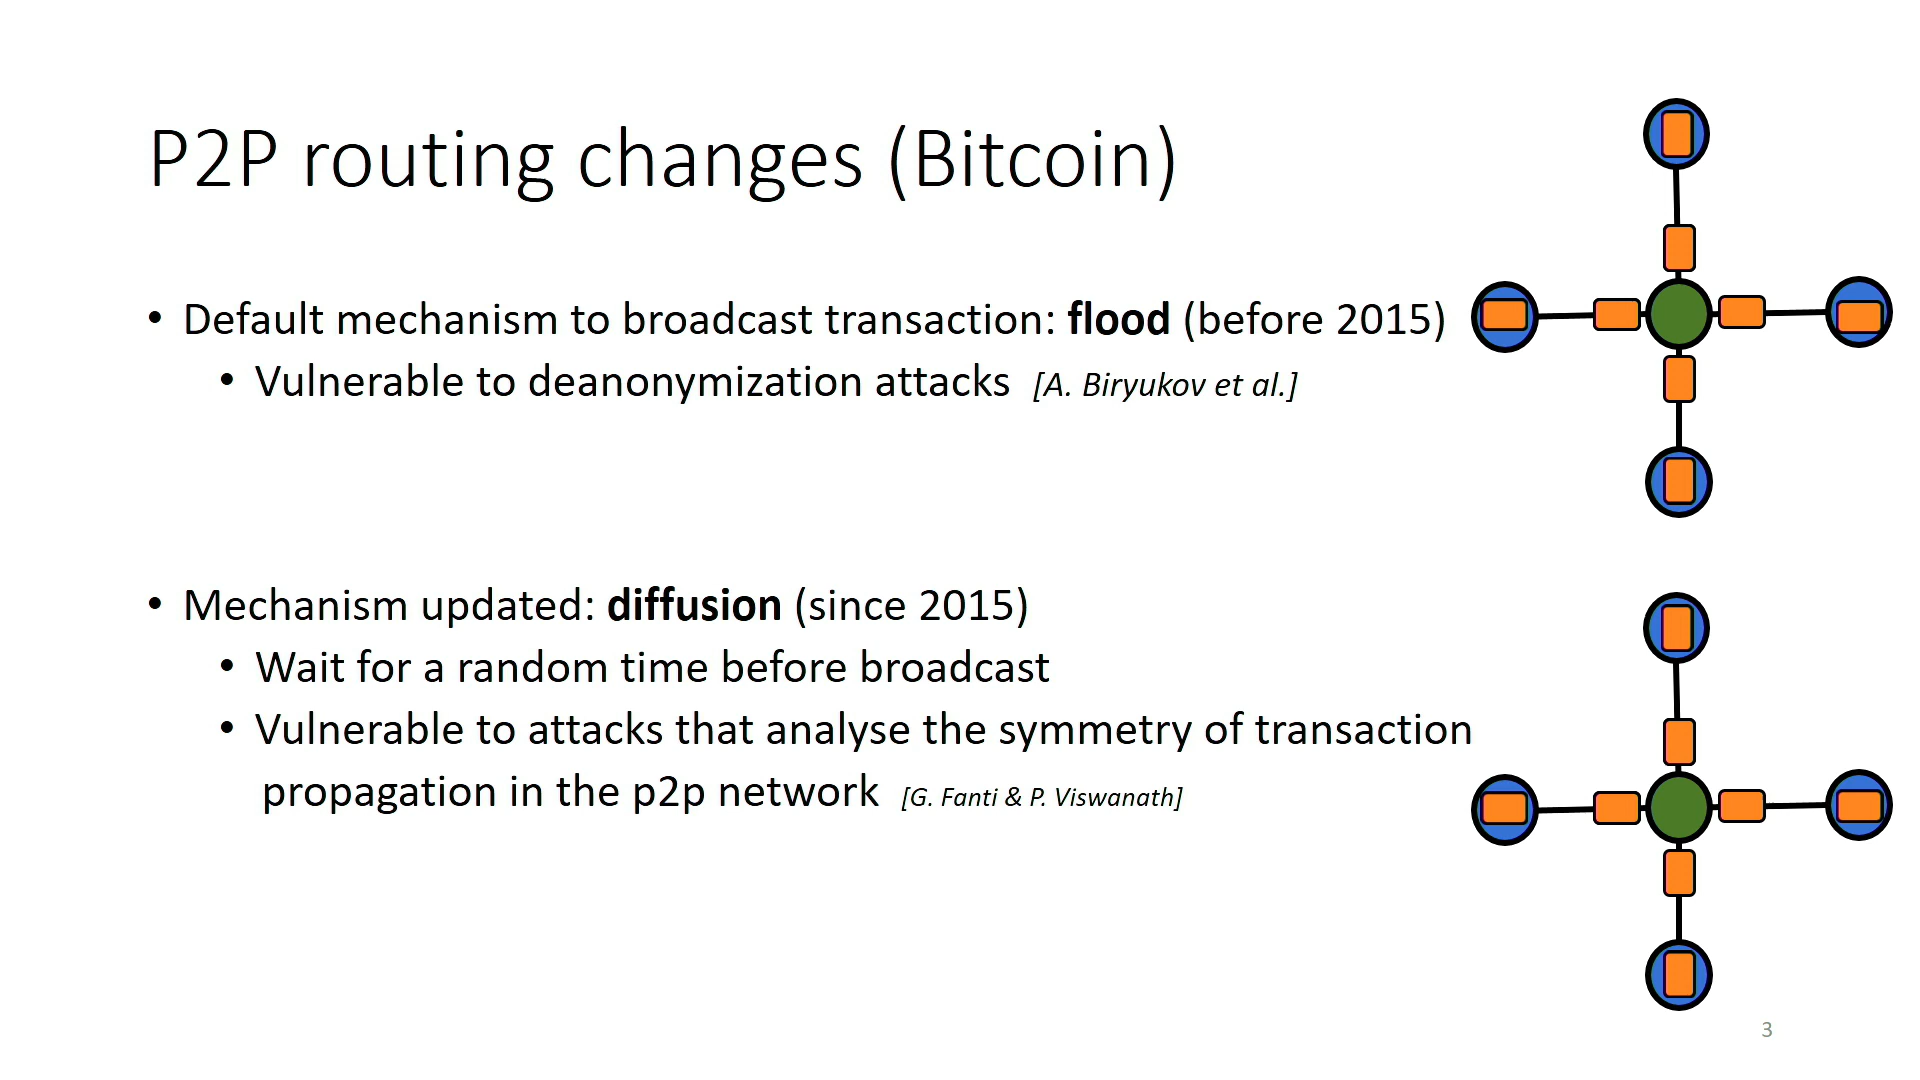 P2P routing changes (Bitcoin)
• Default mechanism to broadcast transaction: flood (before 2015)
• Vulnerable to deanonymization attacks [A. Biryukov et al.]
• Mechanism updated: diffusion (since 2015)
• Wait for a random time before broadcast
• Vulnerable to attacks that analyse the symmetry of transaction
propagation in the p2p network [G. Fanti & P. Viswanath]
3